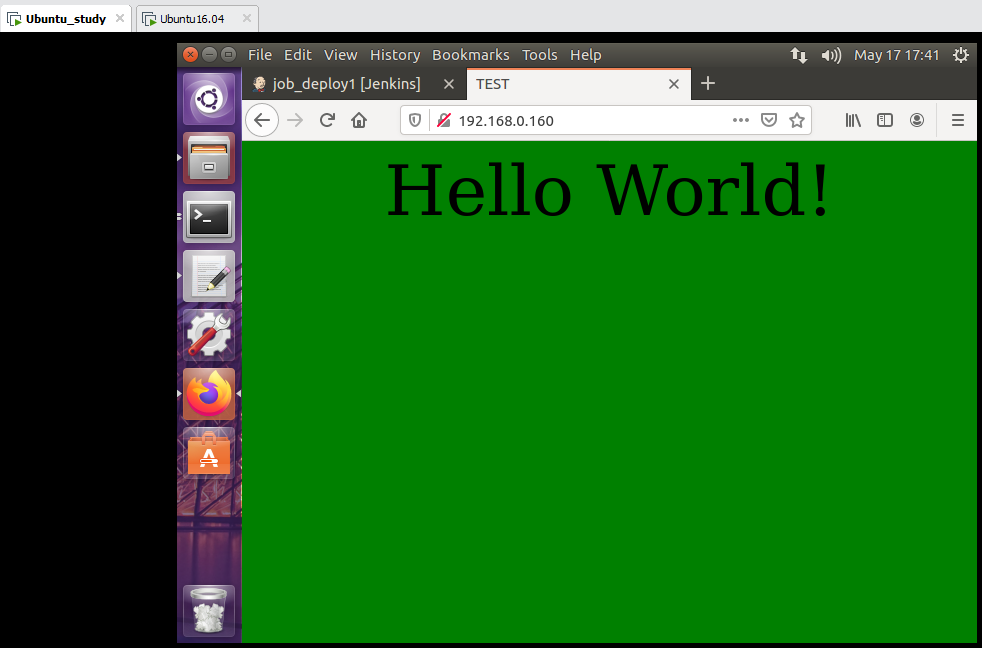 Ubuntu_study
Ubuntu16.04
File Edit View History Bookmarks Tools Help
May 17 17:41
job_deploy1 [Jenkins]
TEST
192.168.0.160
Hello World!